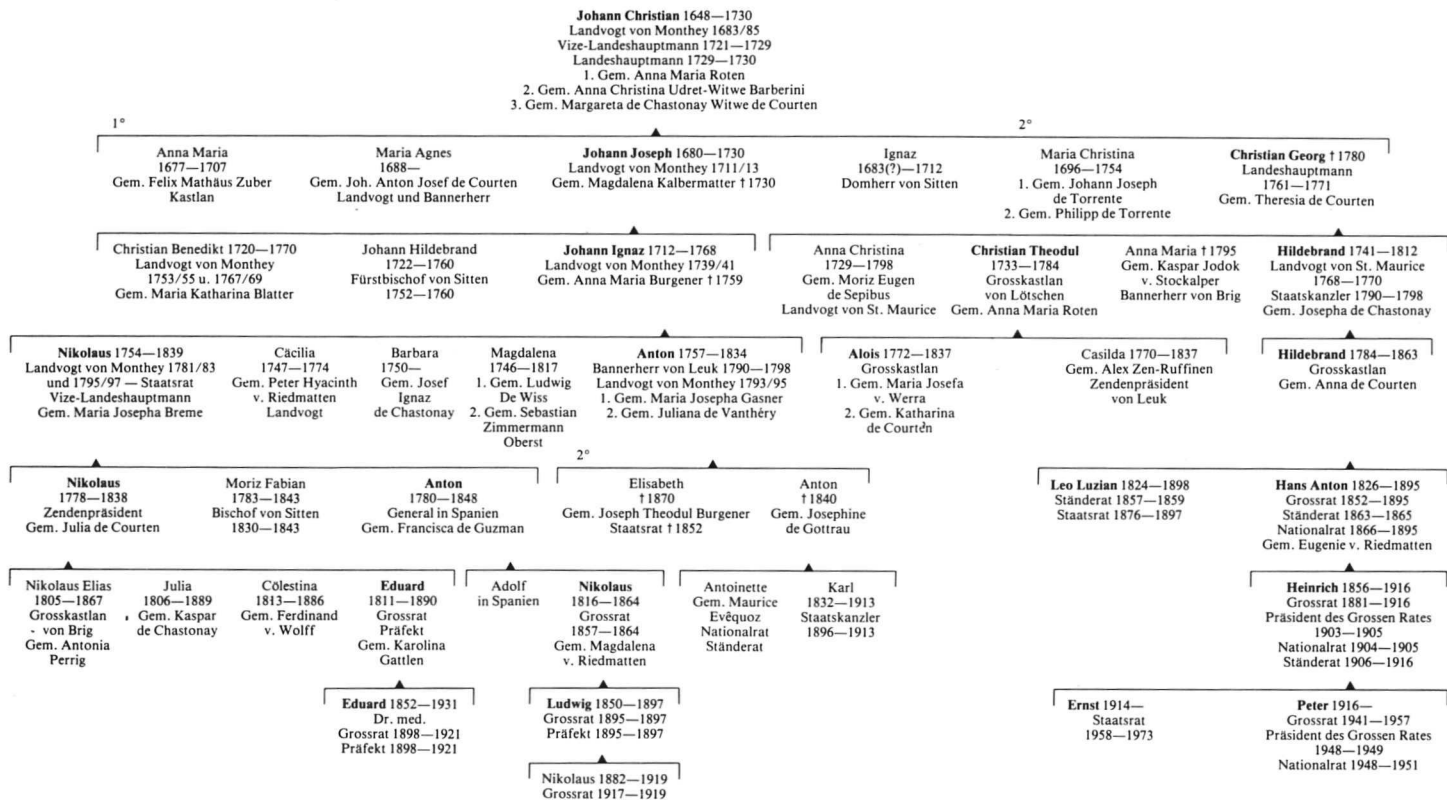 Johann Christian 1648—1730
Landvogt von Monthey 1683/85
Vize-Landeshauptmann 1721—1729
Landeshauptmann 1729—1730
1. Gem. Anna Maria Roten
2. Gem. Anna Christina Udret-Witwe Barberini
3. Gem. Margareta de Chastonay Witwe de Courten
1°
2°
Anna Maria
1677—1707
Gem. Felix Mathäus Zuber
Kastlan
Maria Agnes
1688—
Gem. Joh. Anton Josef de Courten
Landvogt und Bannerherr
Johann Joseph 1680—1730
Landvogt von Monthey 1711/13
Gem. Magdalena Kalbermatter † 1730
Ignaz
1683(?)—1712
Domherr von Sitten
Maria Christina
1696—1754
1. Gem. Johann Joseph
de Torrente
2. Gem. Philipp de Torrente
Christian Georg † 1780
Landeshauptmann
1761—1771
Gem. Theresia de Courten
Christian Benedikt 1720—1770
Landvogt von Monthey
1753/55 u. 1767/69
Gem. Maria Katharina Blatter
Johann Hildebrand
1722—1760
Fürstbischof von Sitten
1752—1760
Johann Ignaz 1712—1768
Landvogt von Monthey 1739/41
Gem. Anna Maria Burgener † 1759
Anna Christina
1729—1798
Gem. Moriz Eugen
de Sepibus
Landvogt von St. Maurice
Christian Theodul
1733—1784
Grosskastlan
von Lötschen
Gem. Anna Maria Roten
Anna Maria † 1795
Gem. Kaspar Jodok
v. Stockalper
Bannerherr von Brig
Hildebrand 1741—1812
Landvogt von St. Maurice
1768—1770
Staatskanzler 1790—1798
Gem. Josepha de Chastonay
Nikolaus 1754—1839
Landvogt von Monthey 1781/83
und 1795/97 — Staatsrat
Vize-Landeshauptmann
Gem. Maria Josepha Breme
Cäcilia
1747—1774
Gem. Peter Hyacinth
v. Riedmatten
Landvogt
Barbara
1750—
Gem. Josef
Ignaz
de Chastonay
Magdalena
1746—1817
1. Gem. Ludwig
De Wiss
2. Gem. Sebastian
Zimmermann
Oberst
Anton 1757—1834
Bannerherr von Leuk 1790—1798
Landvogt von Monthey 1793/95
1. Gem. Maria Josepha Gasner
2. Gem. Juliana de Vanthéry
Alois 1772—1837
Grosskastlan
1. Gem. Maria Josefa
v. Werra
2. Gem. Katharina
de Courten
Casilda 1770—1837
Gem. Alex Zen-Ruffinen
Zendenpräsident
von Leuk
Hildebrand 1784—1863
Grosskastlan
Gem. Anna de Courten
2°
Nikolaus
1778—1838
Zendenpräsident
Gem. Julia de Courten
Moriz Fabian
1783—1843
Bischof von Sitten
1830—1843
Anton
1780—1848
General in Spanien
Gem. Francisca de Guzman
Elisabeth
† 1870
Gem. Joseph Theodul Burgener
Staatsrat † 1852
Anton
† 1840
Gem. Josephine
de Gottrau
Leo Luzian 1824—1898
Ständerat 1857—1859
Staatsrat 1876—1897
Hans Anton 1826—1895
Grossrat 1852—1895
Ständerat 1863—1865
Nationalrat 1866—1895
Gem. Eugenie v. Riedmatten
Nikolaus Elias
1805—1867
Grosskastlan
von Brig
Gem. Antonia
Perrig
Julia
1806—1889
Gem. Kaspar
de Chastonay
Cölestina
1813—1886
Gem. Ferdinand
v. Wolff
Eduard
1811—1890
Grossrat
Präfekt
Gem. Karolina
Gattlen
Adolf
in Spanien
Nikolaus
1816—1864
Grossrat
1857—1864
Gem. Magdalena
v. Riedmatten
Antoinette
Gem. Maurice
Evêquoz
Nationalrat
Ständerat
Karl
1832—1913
Staatskanzler
1896—1913
Heinrich 1856—1916
Grossrat 1881—1916
Präsident des Grossen Rates
1903—1905
Nationalrat 1904—1905
Ständerat 1906—1916
Eduard 1852—1931
Dr. med.
Grossrat 1898—1921
Präfekt 1898—1921
Ludwig 1850—1897
Grossrat 1895—1897
Präfekt 1895—1897
Ernst 1914—
Staatsrat
1958—1973
Peter 1916—
Grossrat 1941—1957
Präsident des Grossen Rates
1948—1949
Nationalrat 1948—1951
Nikolaus 1882—1919
Grossrat 1917—1919